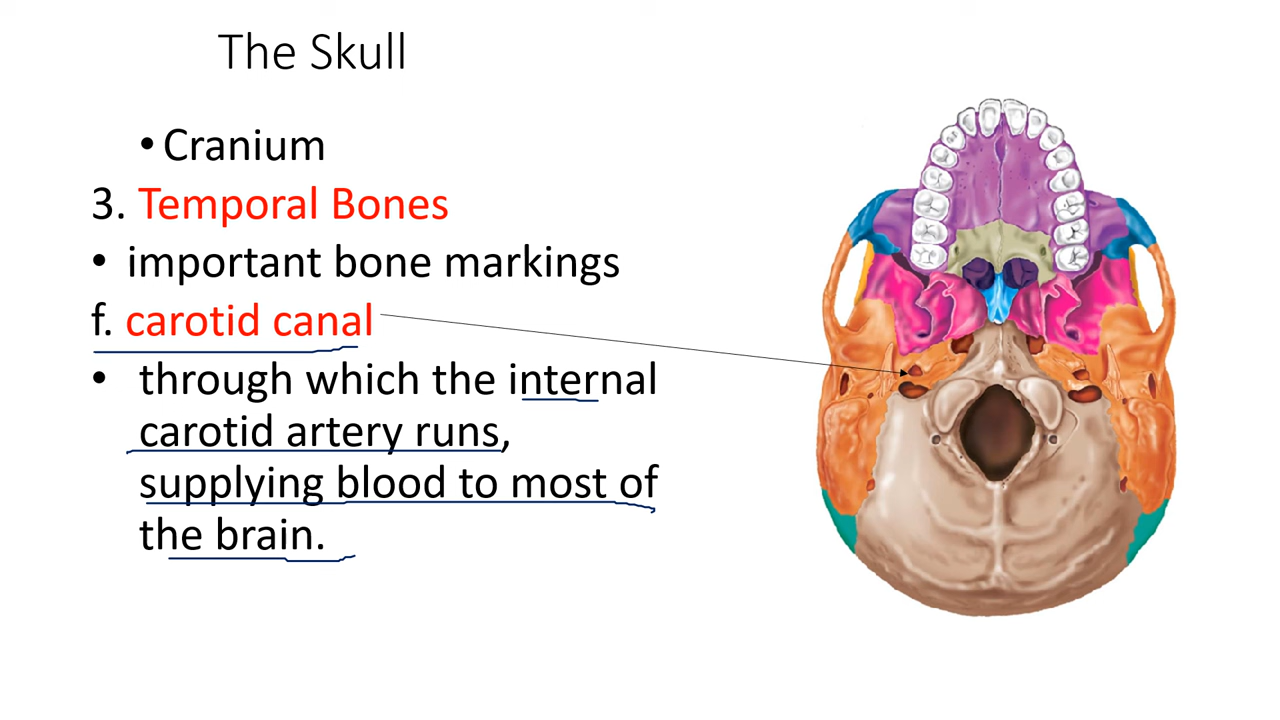 The Skull
•Cranium
3. Temporal Bones
• important bone markings
f. carotid canal
• through which the internal
carotid artery runs,
supplying blood to most of
the brain.